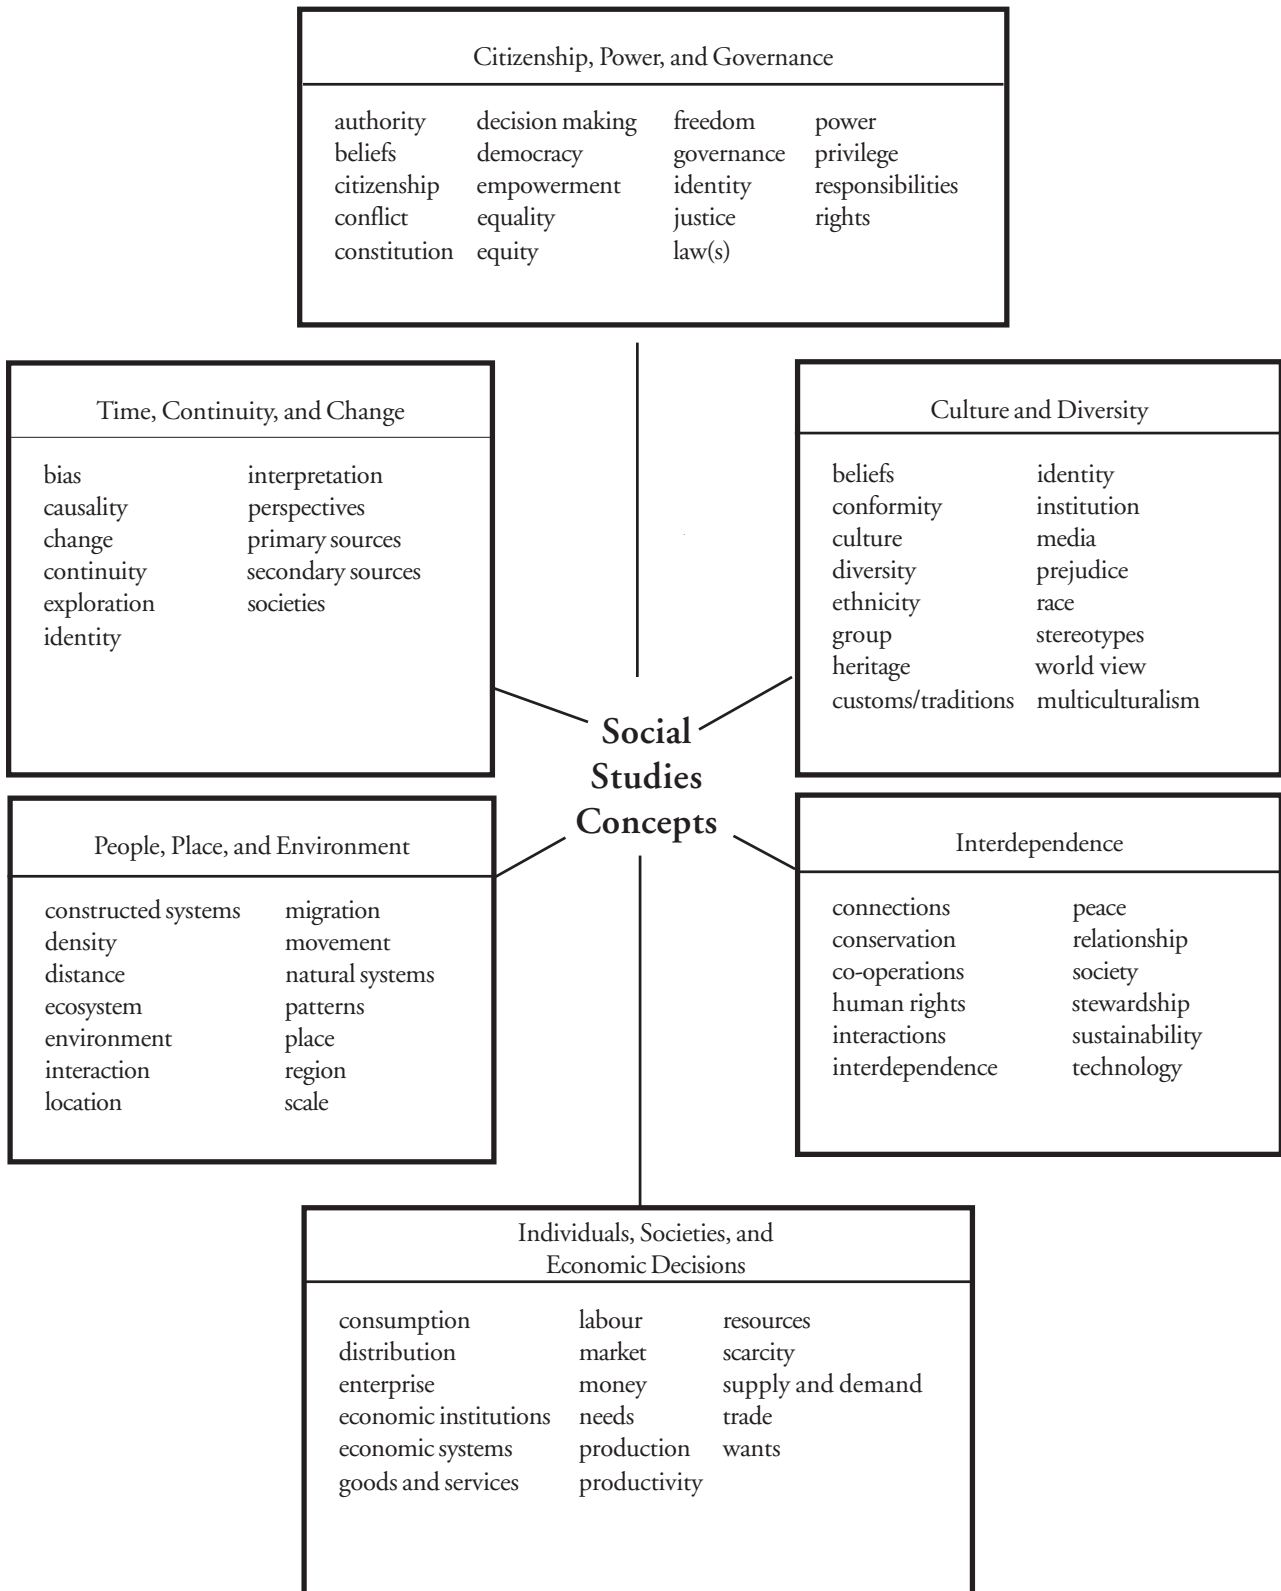 Citizenship, Power, and Governance
authority decision making freedom power
beliefs democracy governance privilege
citizenship empowerment identity responsibilities
conflict equality justice rights
constitution equity law(s)
Time, Continuity, and Change
bias interpretation
causality perspectives
change primary sources
continuity secondary sources
exploration societies
identity
Culture and Diversity
beliefs identity
conformity institution
culture media
diversity prejudice
ethnicity race
group stereotypes
heritage world view
customs/traditions multiculturalism
Social
Studies
Concepts
People, Place, and Environment
constructed systems migration
density movement
distance natural systems
ecosystem patterns
environment place
interaction region
location scale
Interdependence
connections peace
conservation relationship
co-operations society
human rights stewardship
interactions sustainability
interdependence technology
Individuals, Societies, and
Economic Decisions
consumption labour resources
distribution market scarcity
enterprise money supply and demand
economic institutions needs trade
economic systems production wants
goods and services productivity